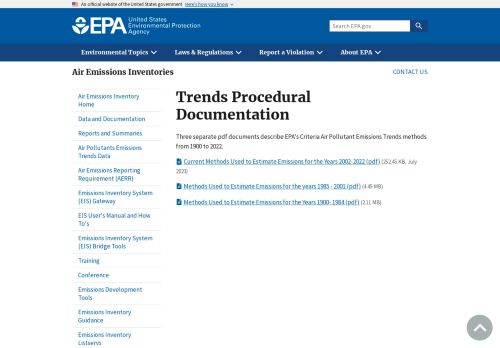 An official website of the United States government Here's how you know
EPA United States
Environmental Protection
Agency
Search EPA.gov
Environmental Topics Laws & Regulations Report a Violation About EPA
Air Emissions Inventories CONTACT US
Air Emissions Inventory
Home
Data and Documentation
Reports and Summaries
Air Pollutants Emissions
Trends Data
Air Emissions Reporting
Requirement (AERR)
Emissions Inventory System
(EIS) Gateway
EIS User's Manual and How
To's
Emissions Inventory System
(EIS) Bridge Tools
Training
Conference
Emissions Development
Tools
Emissions Inventory
Guidance
Emissions Inventory
Listservs
Trends Procedural
Documentation
Three separate pdf documents describe EPA's Criteria Air Pollutant Emissions Trends methods
from 1900 to 2022.
Current Methods Used to Estimate Emissions for the Years 2002-2022 (pdf) (252.45 KB, July
2023)
Methods Used to Estimate Emissions for the years 1985 - 2001 (pdf) (4.45 MB)
Methods Used to Estimate Emissions for the Years 1900-1984 (pdf) (2.11 MB)